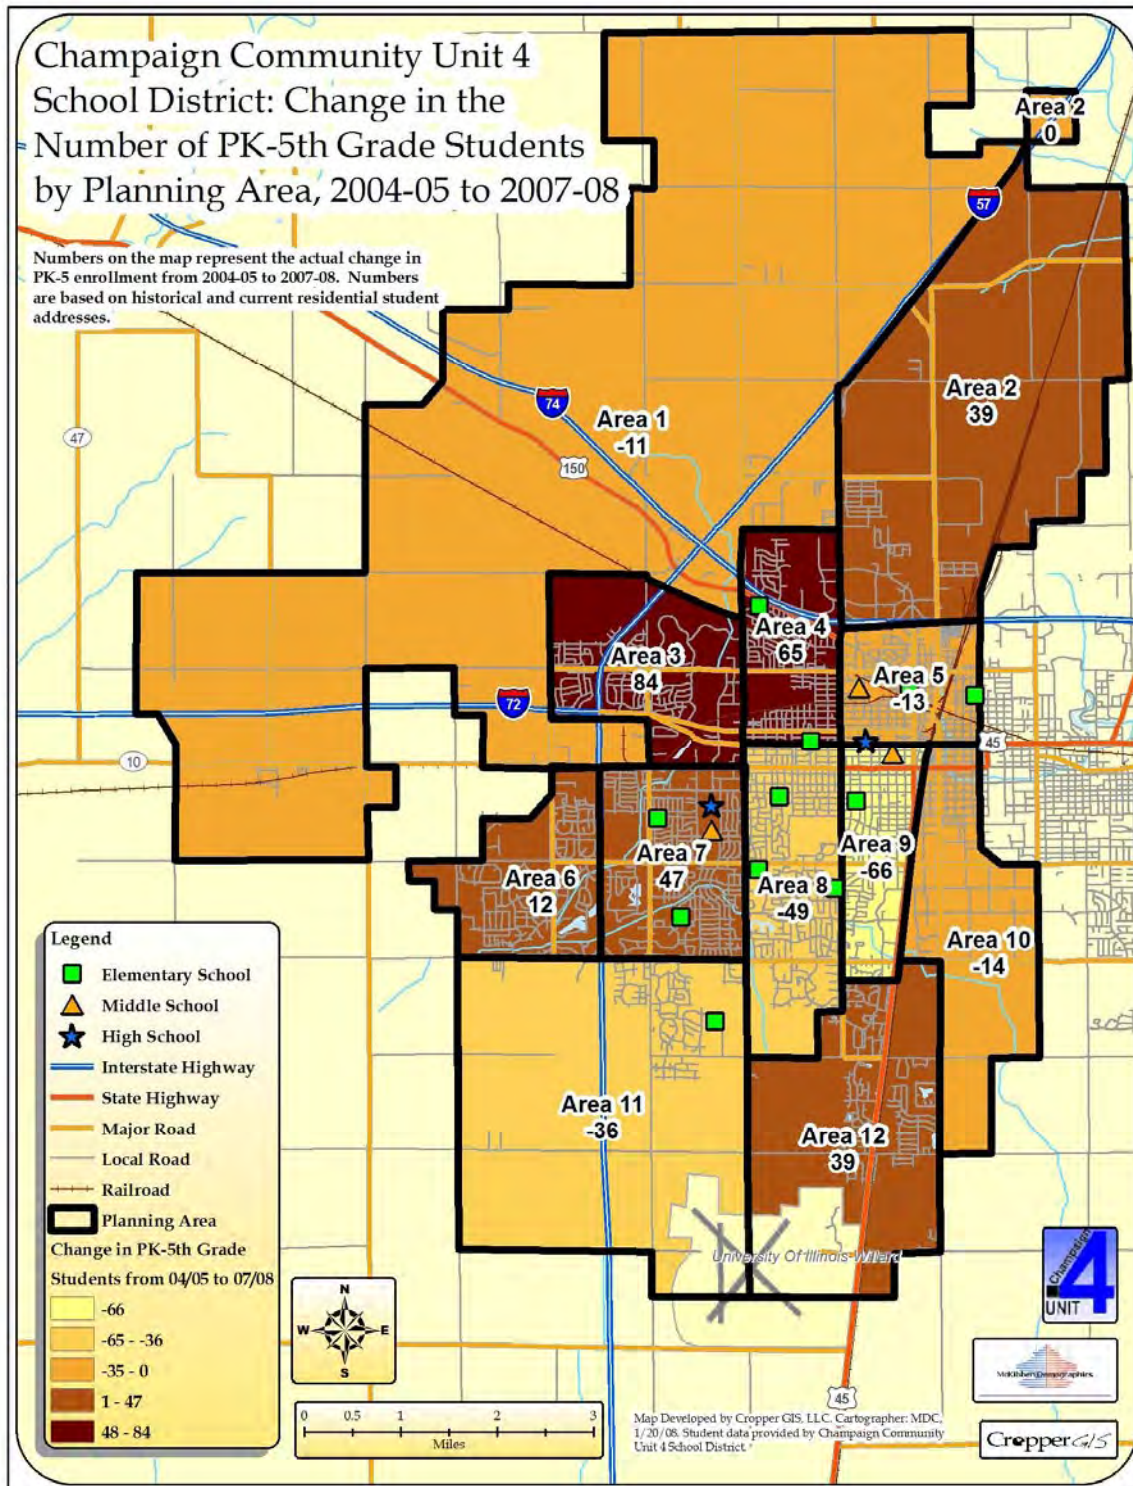 Champaign Community Unit 4
School District: Change in the
Number of PK-5th Grade Students
by Planning Area, 2004-05 to 2007-08
Numbers on the map represent the actual change in
PK-5 enrollment from 2004-05 to 2007-08. Numbers
are based on historical and current residential student
addresses.
Area 2
0
57
Area 2
39
74
Area 1
-11
150
47
Area 4
65
Area 3
84
Area 5
-13
72
45
10
Area 9
-66
Area 7
47
Area 6
12
Area 8
-49
Area 10
-14
Area 11
-36
Area 12
39
University Of Illinois-Willard
45
Legend
Elementary School
Middle School
High School
Interstate Highway
State Highway
Major Road
Local Road
Railroad
Planning Area
Change in PK-5th Grade
Students from 04/05 to 07/08
-66
-65 - -36
-35 - 0
1 - 47
48 - 84
N
W E
S
0 0.5 1 2 3
Miles
Map Developed by Cropper GIS, LLC. Cartographer: MDC,
1/20/08. Student data provided by Champaign Community
Unit 4 School District.
Champaign
4
UNIT
McKibben Demographics
Cropper GIS